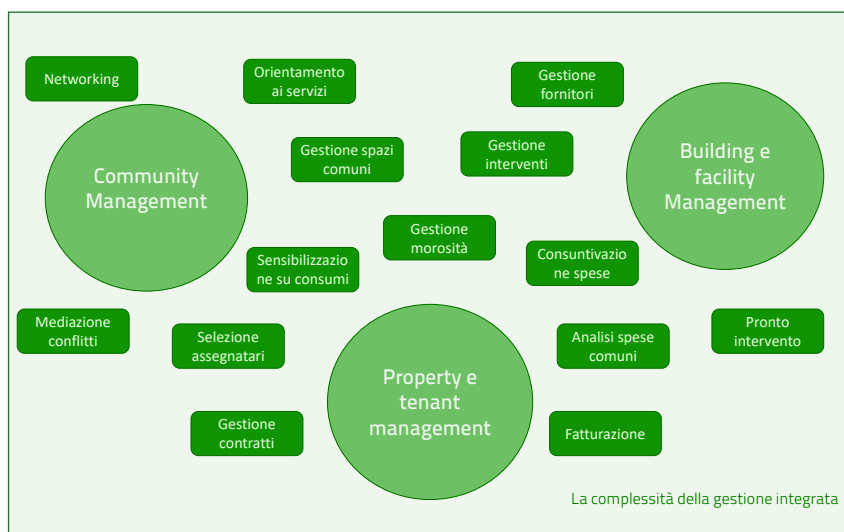 Networking
Orientamento
ai servizi
Gestione
fornitori
Gestione spazi
comuni
Gestione
interventi
Community
Management
Building e
facility
Management
Gestione
morosità
Sensibilizzazio
ne su consumi
Consuntivazio
ne spese
Mediazione
conflitti
Selezione
assegnatari
Analisi spese
comuni
Pronto
intervento
Property e
tenant
management
Gestione
contratti
Fatturazione
La complessità della gestione integrata